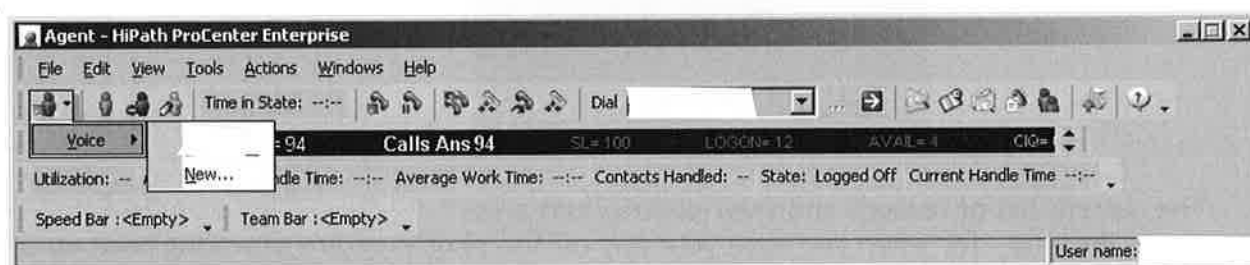 Agent - HiPath ProCenter Enterprise
File Edit View Tools Actions Windows Help
Time in State: --:-- Dial
Voice = 94 Calls Ans 94 SL= 100 LOGON= 12 AVAIL= 4 CIQ=
New...
Utilization: -- ndle Time: --:-- Average Work Time: --:-- Contacts Handled: -- State: Logged Off Current Handle Time --:--
Speed Bar :<Empty> Team Bar :<Empty>
User name: